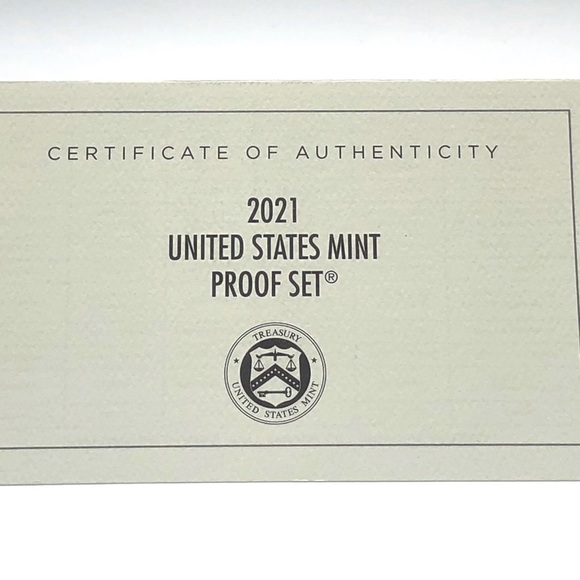 CERTIFICATE OF AUTHENTICITY
2021
UNITED STATES MINT
PROOF SET®
TREASURY
UNITED STATES MINT